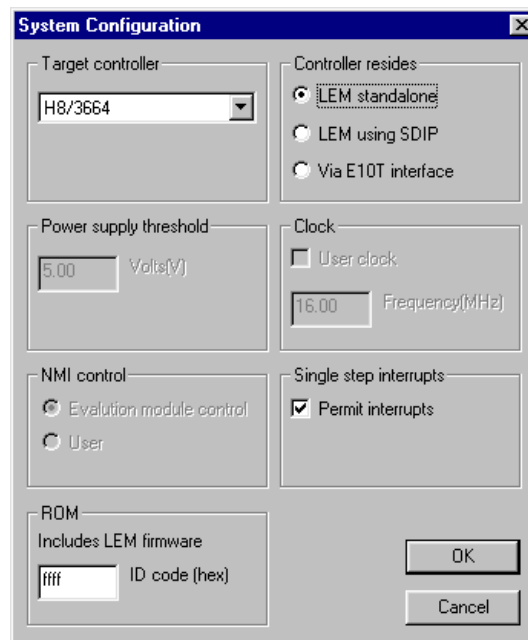 System Configuration
Target controller
H8/3664
Controller resides
LEM standalone
LEM using SDIP
Via E10T interface
Power supply threshold
5.00 Volts(V)
Clock
User clock
16.00 Frequency(MHz)
NMI control
Evalution module control
User
Single step interrupts
Permit interrupts
ROM
Includes LEM firmware
ffff ID code (hex)
OK
Cancel